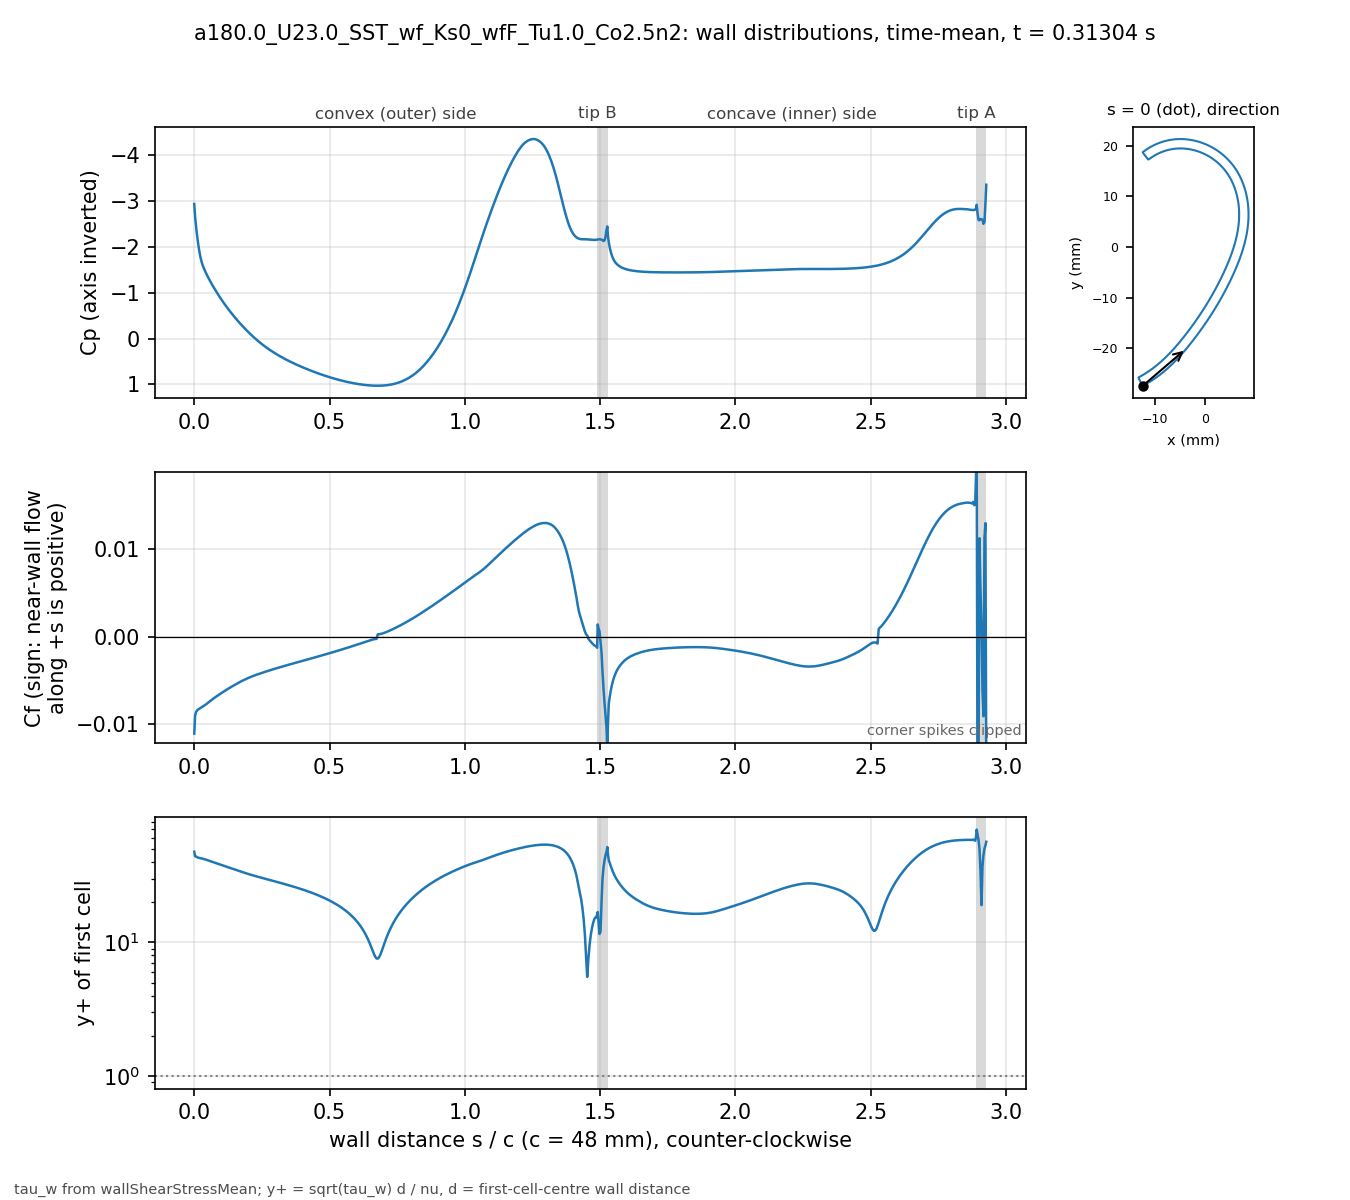 a180.0_U23.0_SST_wf_Ks0_wfF_Tu1.0_Co2.5n2: wall distributions, time-mean, t = 0.31304 s
convex (outer) side
tip B
concave (inner) side
tip A
s = 0 (dot), direction
Cp (axis inverted)
−4
−3
−2
−1
0
1
0.0 0.5 1.0 1.5 2.0 2.5 3.0
y (mm)
20
10
0
−10
−20
−10 0
x (mm)
Cf (sign: near-wall flow
along +s is positive)
0.01
0.00
−0.01
corner spikes clipped
0.0 0.5 1.0 1.5 2.0 2.5 3.0
y+ of first cell
10¹
10⁰
0.0 0.5 1.0 1.5 2.0 2.5 3.0
wall distance s / c (c = 48 mm), counter-clockwise
tau_w from wallShearStressMean; y+ = sqrt(tau_w) d / nu, d = first-cell-centre wall distance